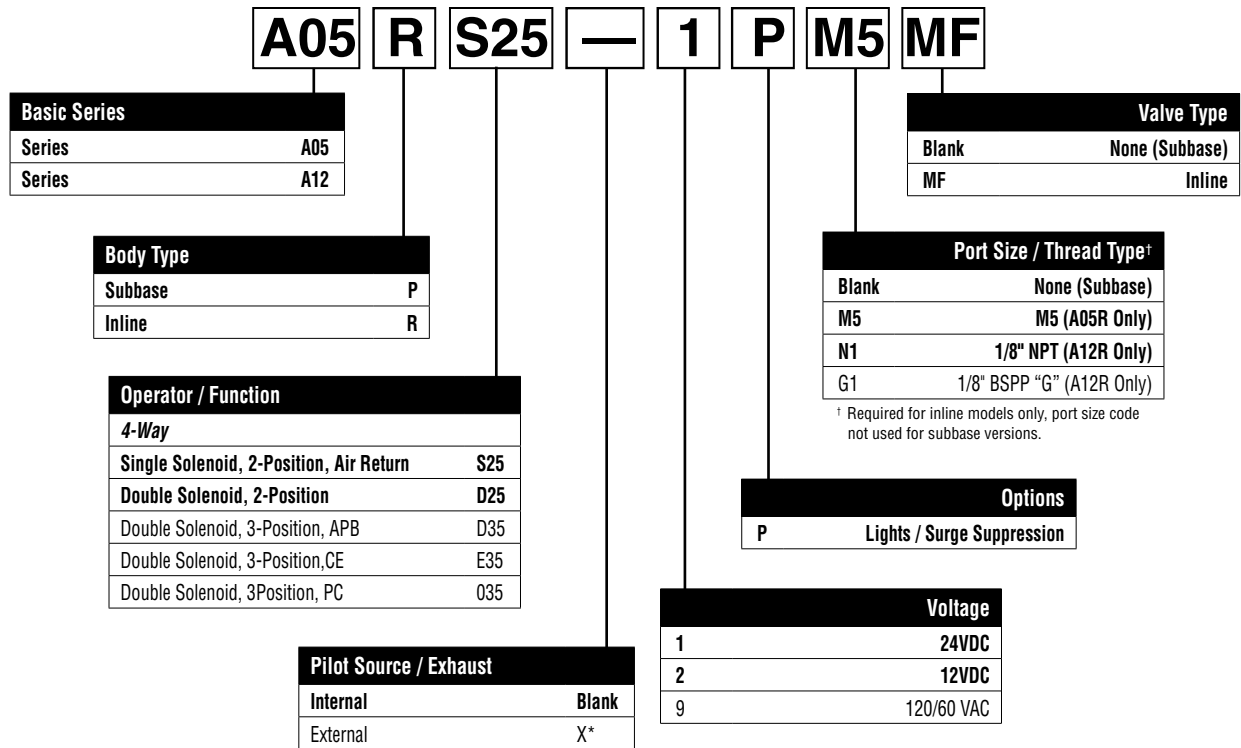 A05 R S25 — 1 P M5 MF
Basic Series
Series A05
Series A12
Valve Type
Blank None (Subbase)
MF Inline
Body Type
Subbase P
Inline R
Port Size / Thread Type†
Blank None (Subbase)
M5 M5 (A05R Only)
N1 1/8" NPT (A12R Only)
G1 1/8" BSPP “G” (A12R Only)
† Required for inline models only, port size code
not used for subbase versions.
Operator / Function
4-Way
Single Solenoid, 2-Position, Air Return S25
Double Solenoid, 2-Position D25
Double Solenoid, 3-Position, APB D35
Double Solenoid, 3-Position,CE E35
Double Solenoid, 3Position, PC 035
Options
P Lights / Surge Suppression
Voltage
1 24VDC
2 12VDC
9 120/60 VAC
Pilot Source / Exhaust
Internal Blank
External X*